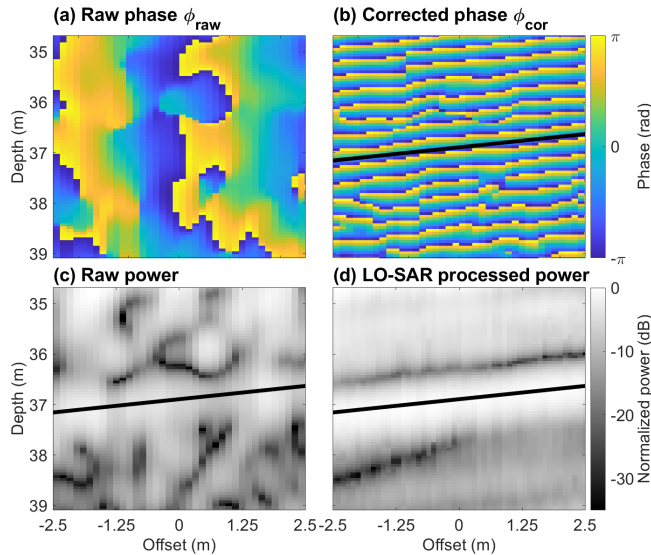 (a) Raw phase ϕraw
(b) Corrected phase ϕcor
Depth (m)
35
36
37
38
39
π
0
-π
Phase (rad)
(c) Raw power
(d) LO-SAR processed power
Depth (m)
35
36
37
38
39
0
-10
-20
-30
Normalized power (dB)
-2.5 -1.25 0 1.25 2.5
-2.5 -1.25 0 1.25 2.5
Offset (m)
Offset (m)